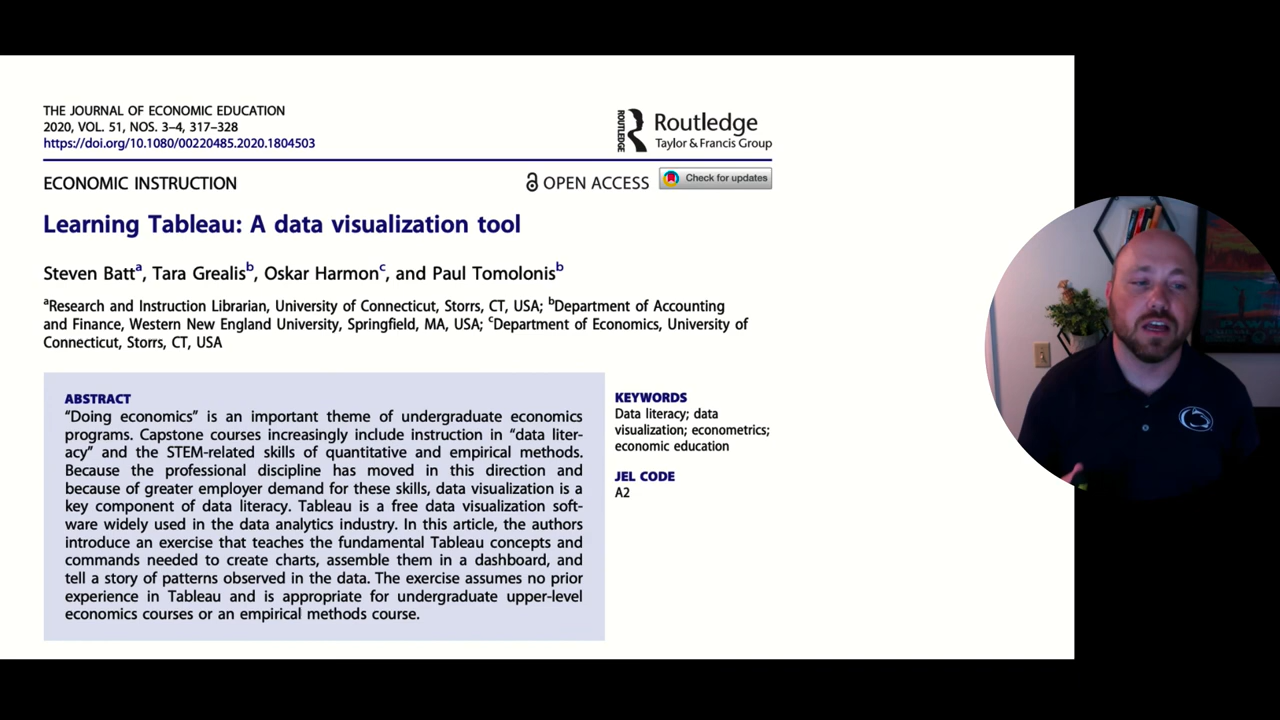 THE JOURNAL OF ECONOMIC EDUCATION
2020, VOL. 51, NOS. 3–4, 317–328
https://doi.org/10.1080/00220485.2020.1804503
ROUTLEDGE
Routledge
Taylor & Francis Group
ECONOMIC INSTRUCTION
OPEN ACCESS
Check for updates
Learning Tableau: A data visualization tool
Steven Batta, Tara Grealisb, Oskar Harmonc, and Paul Tomolonisb
aResearch and Instruction Librarian, University of Connecticut, Storrs, CT, USA; bDepartment of Accounting
and Finance, Western New England University, Springfield, MA, USA; cDepartment of Economics, University of
Connecticut, Storrs, CT, USA
ABSTRACT
“Doing economics” is an important theme of undergraduate economics
programs. Capstone courses increasingly include instruction in “data liter-
acy” and the STEM-related skills of quantitative and empirical methods.
Because the professional discipline has moved in this direction and
because of greater employer demand for these skills, data visualization is a
key component of data literacy. Tableau is a free data visualization soft-
ware widely used in the data analytics industry. In this article, the authors
introduce an exercise that teaches the fundamental Tableau concepts and
commands needed to create charts, assemble them in a dashboard, and
tell a story of patterns observed in the data. The exercise assumes no prior
experience in Tableau and is appropriate for undergraduate upper-level
economics courses or an empirical methods course.
KEYWORDS
Data literacy; data
visualization; econometrics;
economic education
JEL CODE
A2